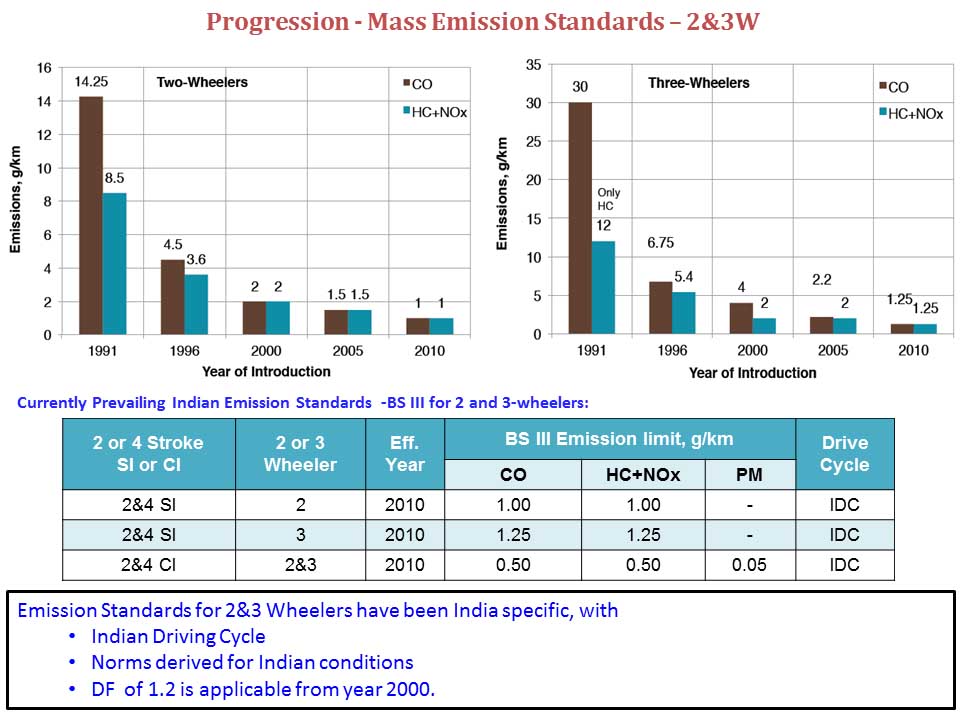 Progression - Mass Emission Standards – 2&3W
16
14
12
10
8
6
4
2
0
Emissions, g/km
Two-Wheelers
CO
HC+NOx
14.25
8.5
4.5
3.6
2 2
1.5 1.5
1 1
1991 1996 2000 2005 2010
Year of Introduction
35
30
25
20
15
10
5
0
Emissions, g/km
Three-Wheelers
CO
HC+NOx
30
Only
HC
12
6.75
5.4
4
2
2.2
2
1.25
1.25
1991 1996 2000 2005 2010
Year of Introduction
Currently Prevailing Indian Emission Standards -BS III for 2 and 3-wheelers:
2 or 4 Stroke
SI or CI
2 or 3
Wheeler
Eff.
Year
BS III Emission limit, g/km
CO HC+NOx PM
Drive
Cycle
2&4 SI 2 2010 1.00 1.00 - IDC
2&4 SI 3 2010 1.25 1.25 - IDC
2&4 CI 2&3 2010 0.50 0.50 0.05 IDC
Emission Standards for 2&3 Wheelers have been India specific, with
• Indian Driving Cycle
• Norms derived for Indian conditions
• DF of 1.2 is applicable from year 2000.